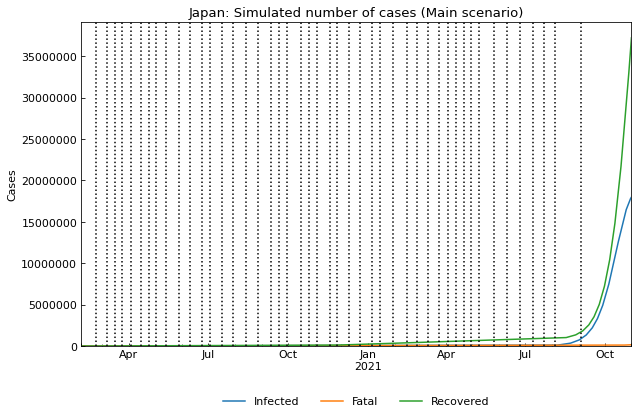 Japan: Simulated number of cases (Main scenario)
Cases
35000000
30000000
25000000
20000000
15000000
10000000
5000000
0
Apr Jul Oct Jan Apr Jul Oct
2021
Infected Fatal Recovered